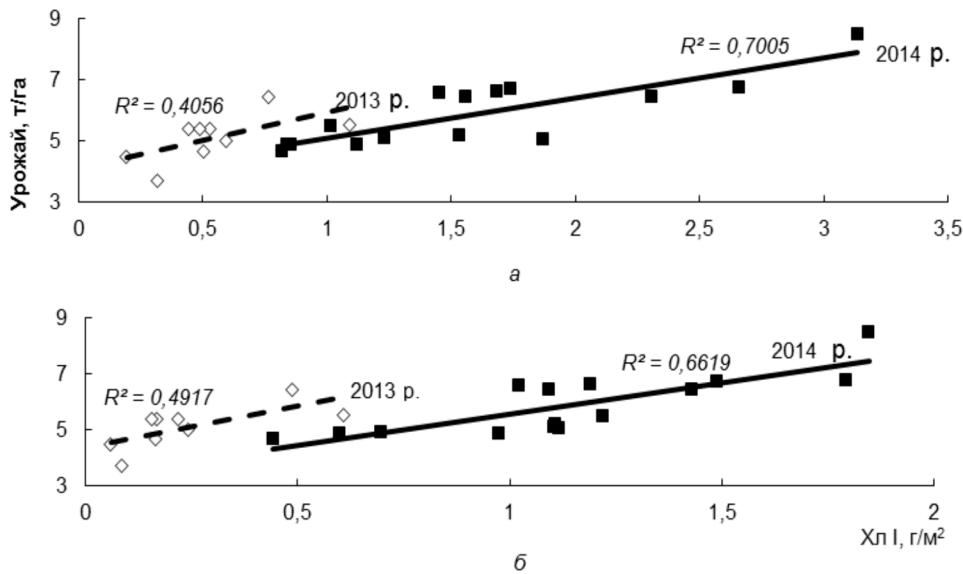 Урожай, т/га
9
7
5
3
R² = 0,4056
2013 р.
R² = 0,7005
2014 р.
0 0,5 1 1,5 2 2,5 3 3,5
а
9
7
5
3
R² = 0,4917
2013 р.
R² = 0,6619
2014 р.
0 0,5 1 1,5 2
Хл I, г/м²
б